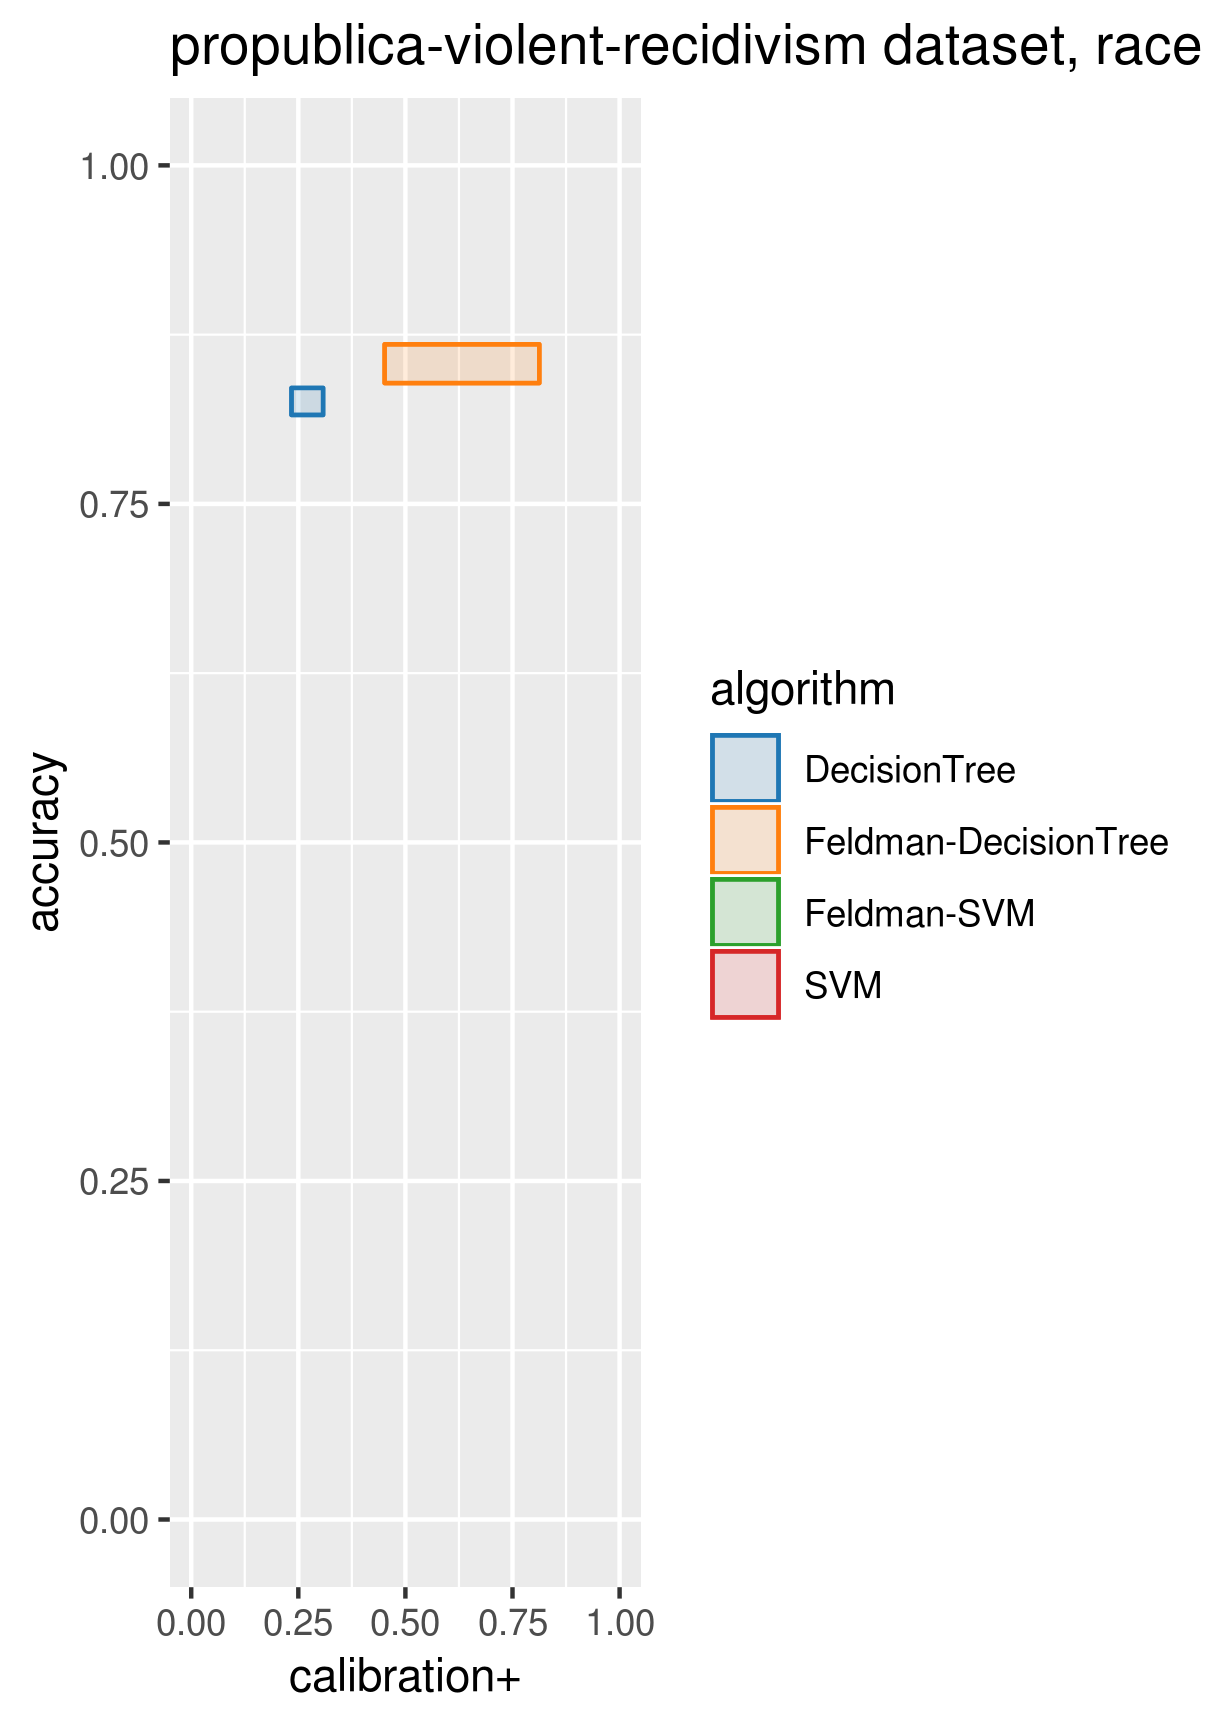 propublica-violent-recidivism dataset, race
1.00
0.75
0.50
0.25
0.00
accuracy
0.00 0.25 0.50 0.75 1.00
calibration+
algorithm
DecisionTree
Feldman-DecisionTree
Feldman-SVM
SVM